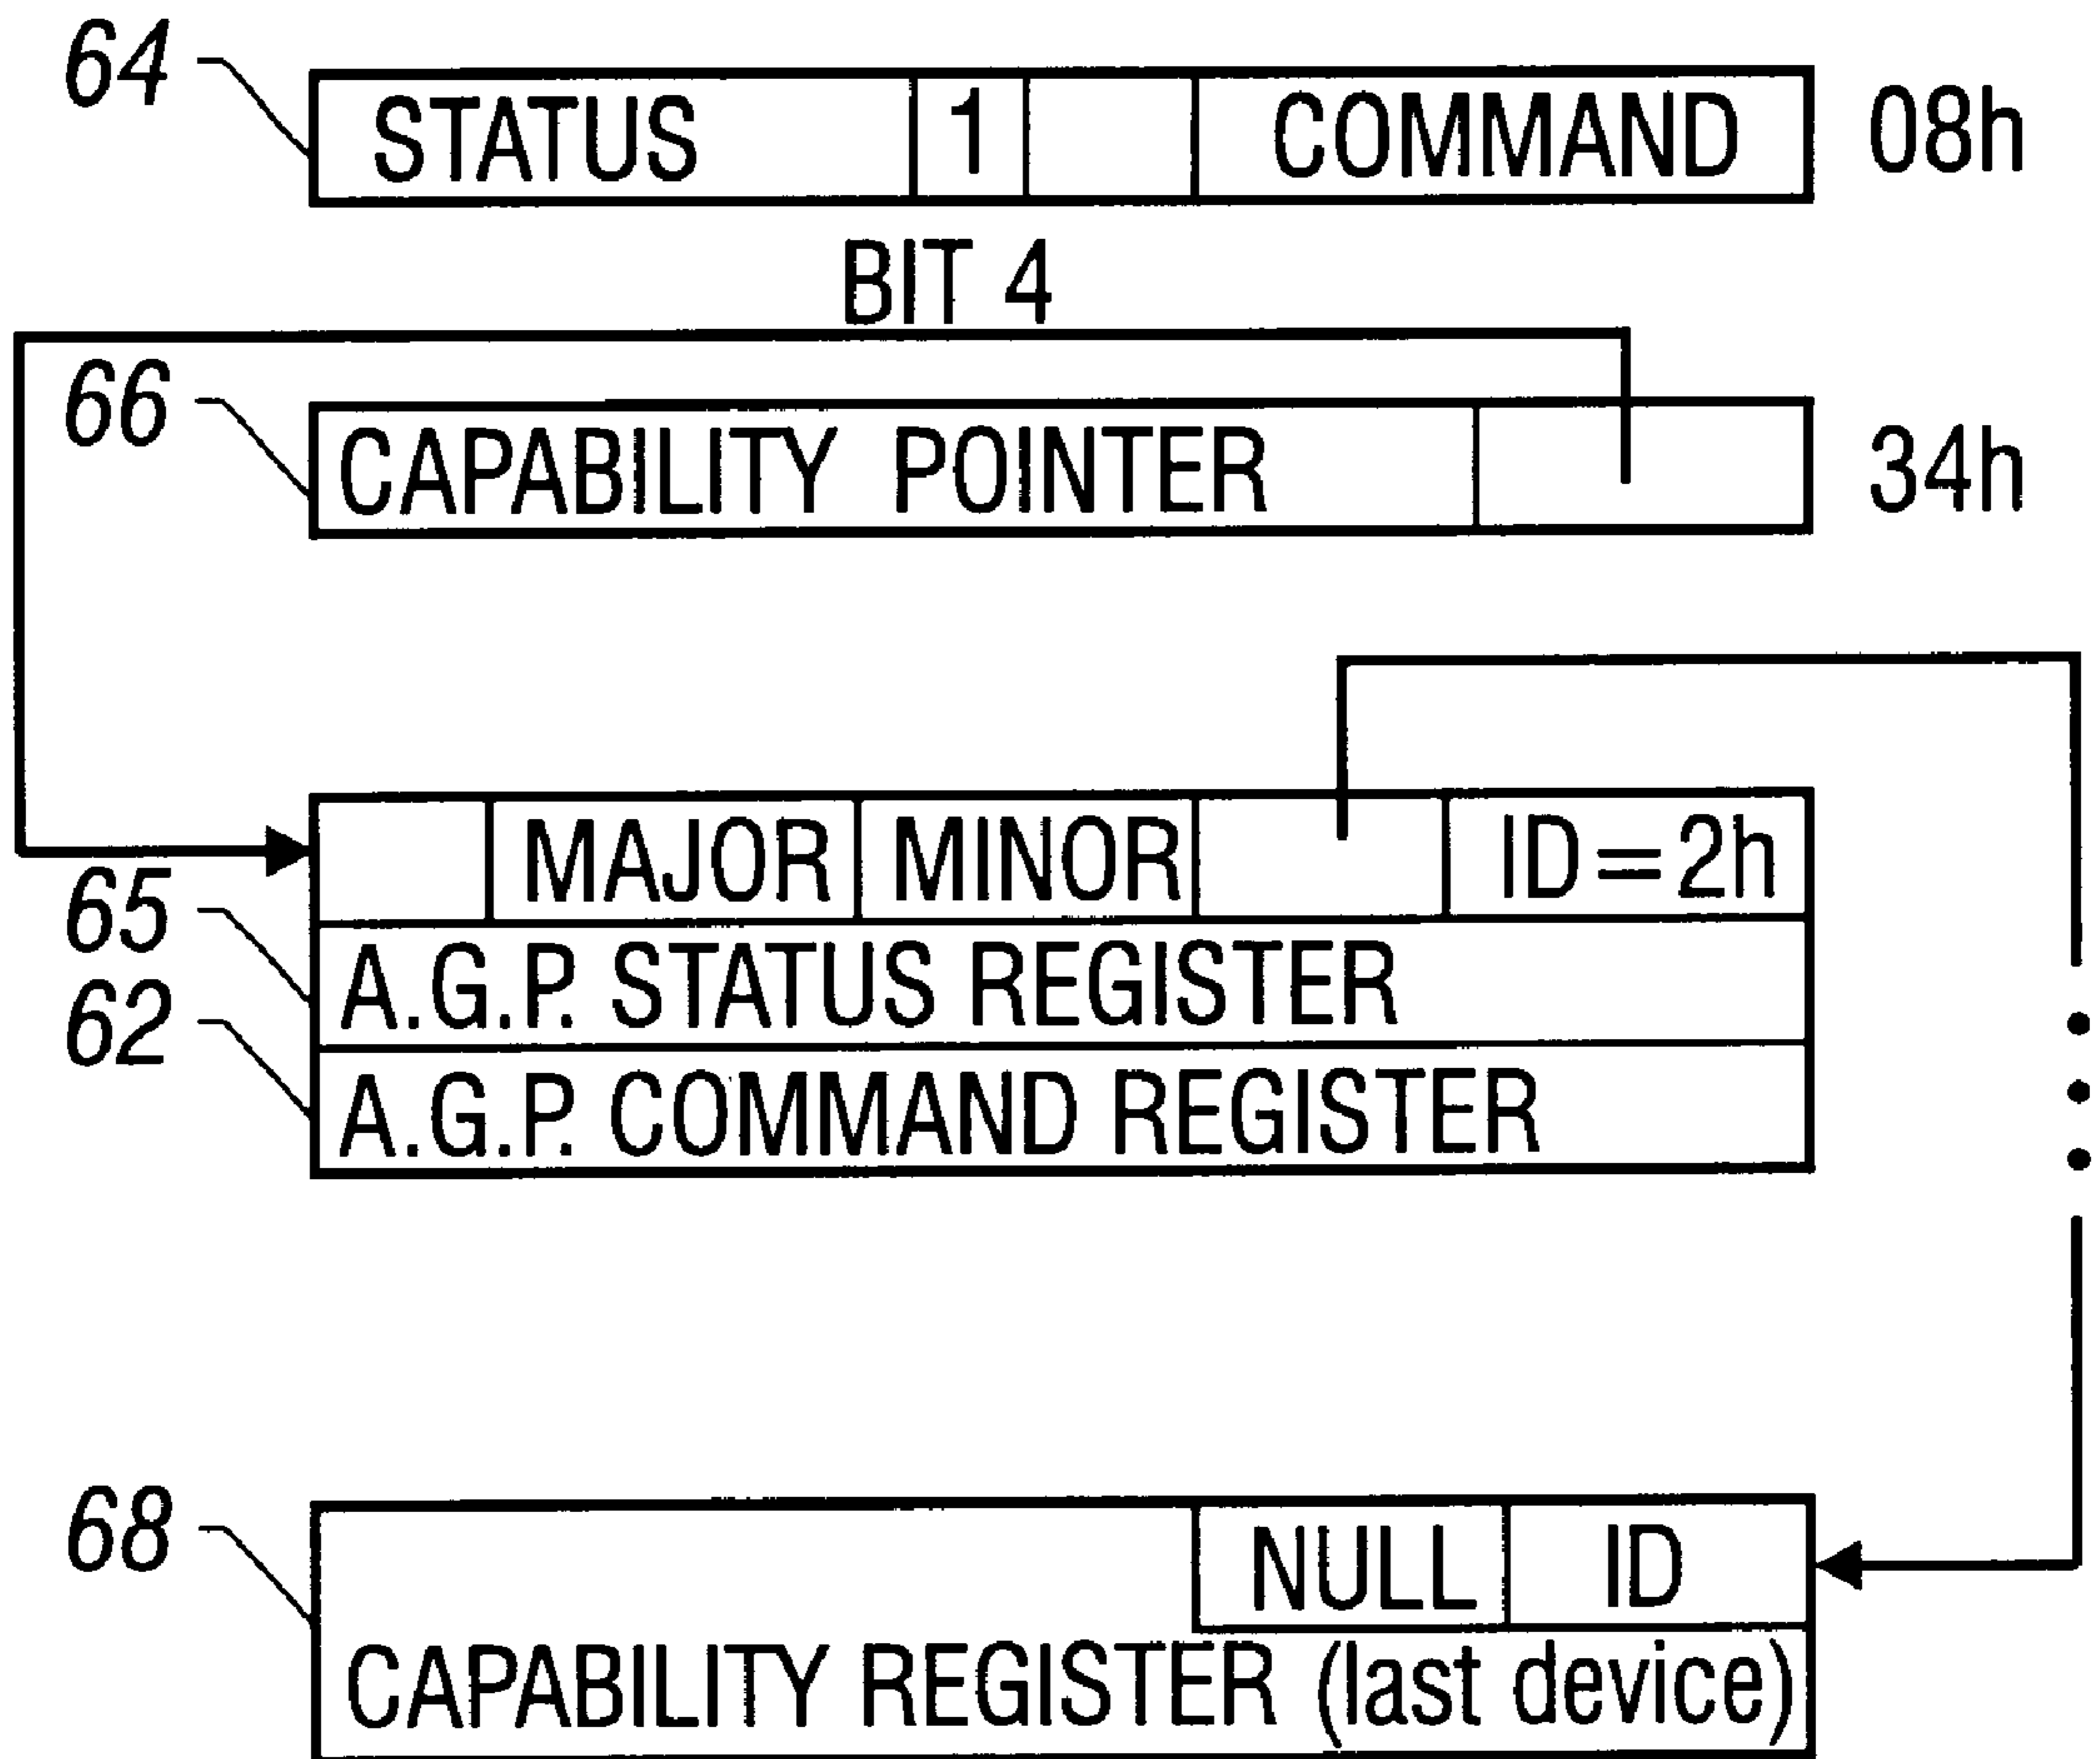 64 STATUS 1 COMMAND 08h
BIT 4
66 CAPABILITY POINTER 34h
MAJOR MINOR ID=2h
65 A.G.P. STATUS REGISTER
62 A.G.P. COMMAND REGISTER
68 NULL ID
CAPABILITY REGISTER (last device)